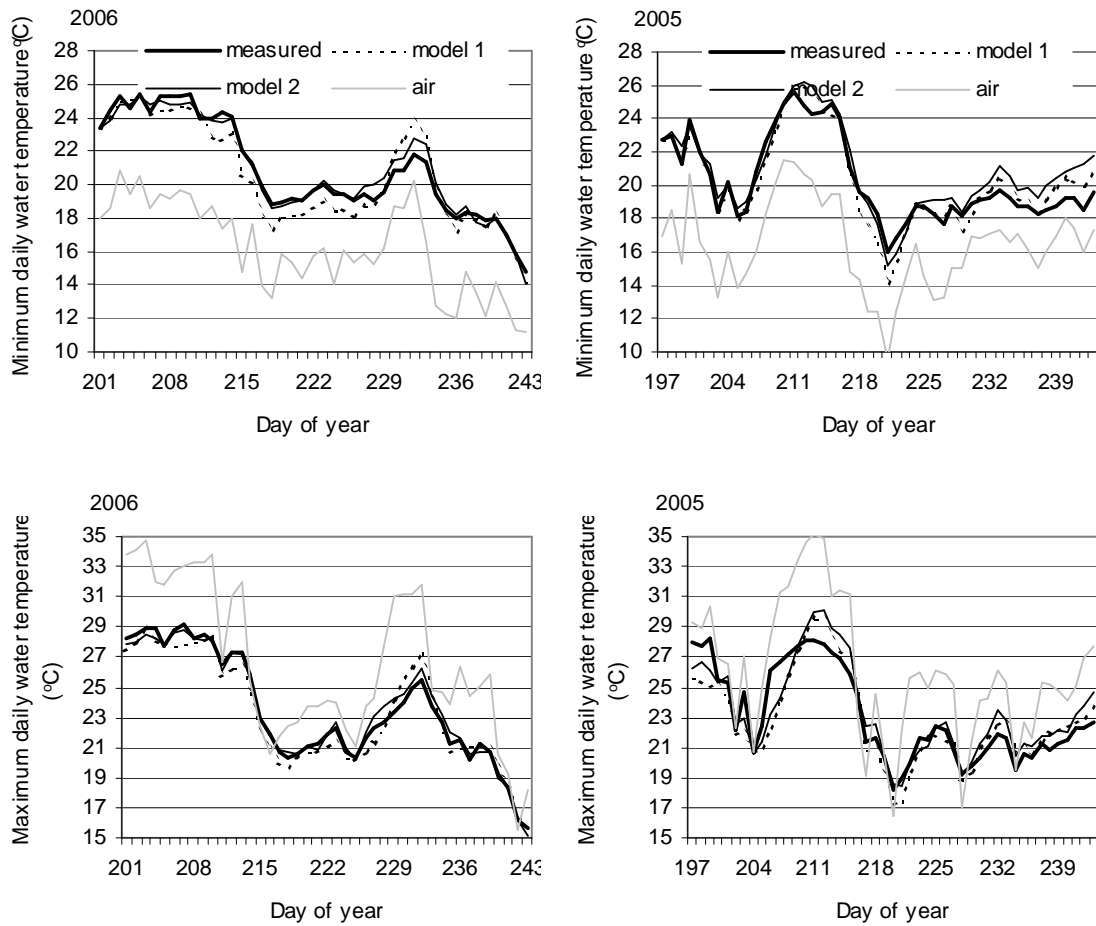 2006
Minimum daily water temperature (°C)
28
26
24
22
20
18
16
14
12
10
measured
model 1
model 2
air
201 208 215 222 229 236 243
Day of year
2005
Minimum daily water temperature (°C)
28
26
24
22
20
18
16
14
12
10
measured
model 1
model 2
air
197 204 211 218 225 232 239
Day of year
2006
Maximum daily water temperature
(°C)
35
33
31
29
27
25
23
21
19
17
15
201 208 215 222 229 236 243
Day of year
2005
Maximum daily water temperature
(°C)
35
33
31
29
27
25
23
21
19
17
15
197 204 211 218 225 232 239
Day of year